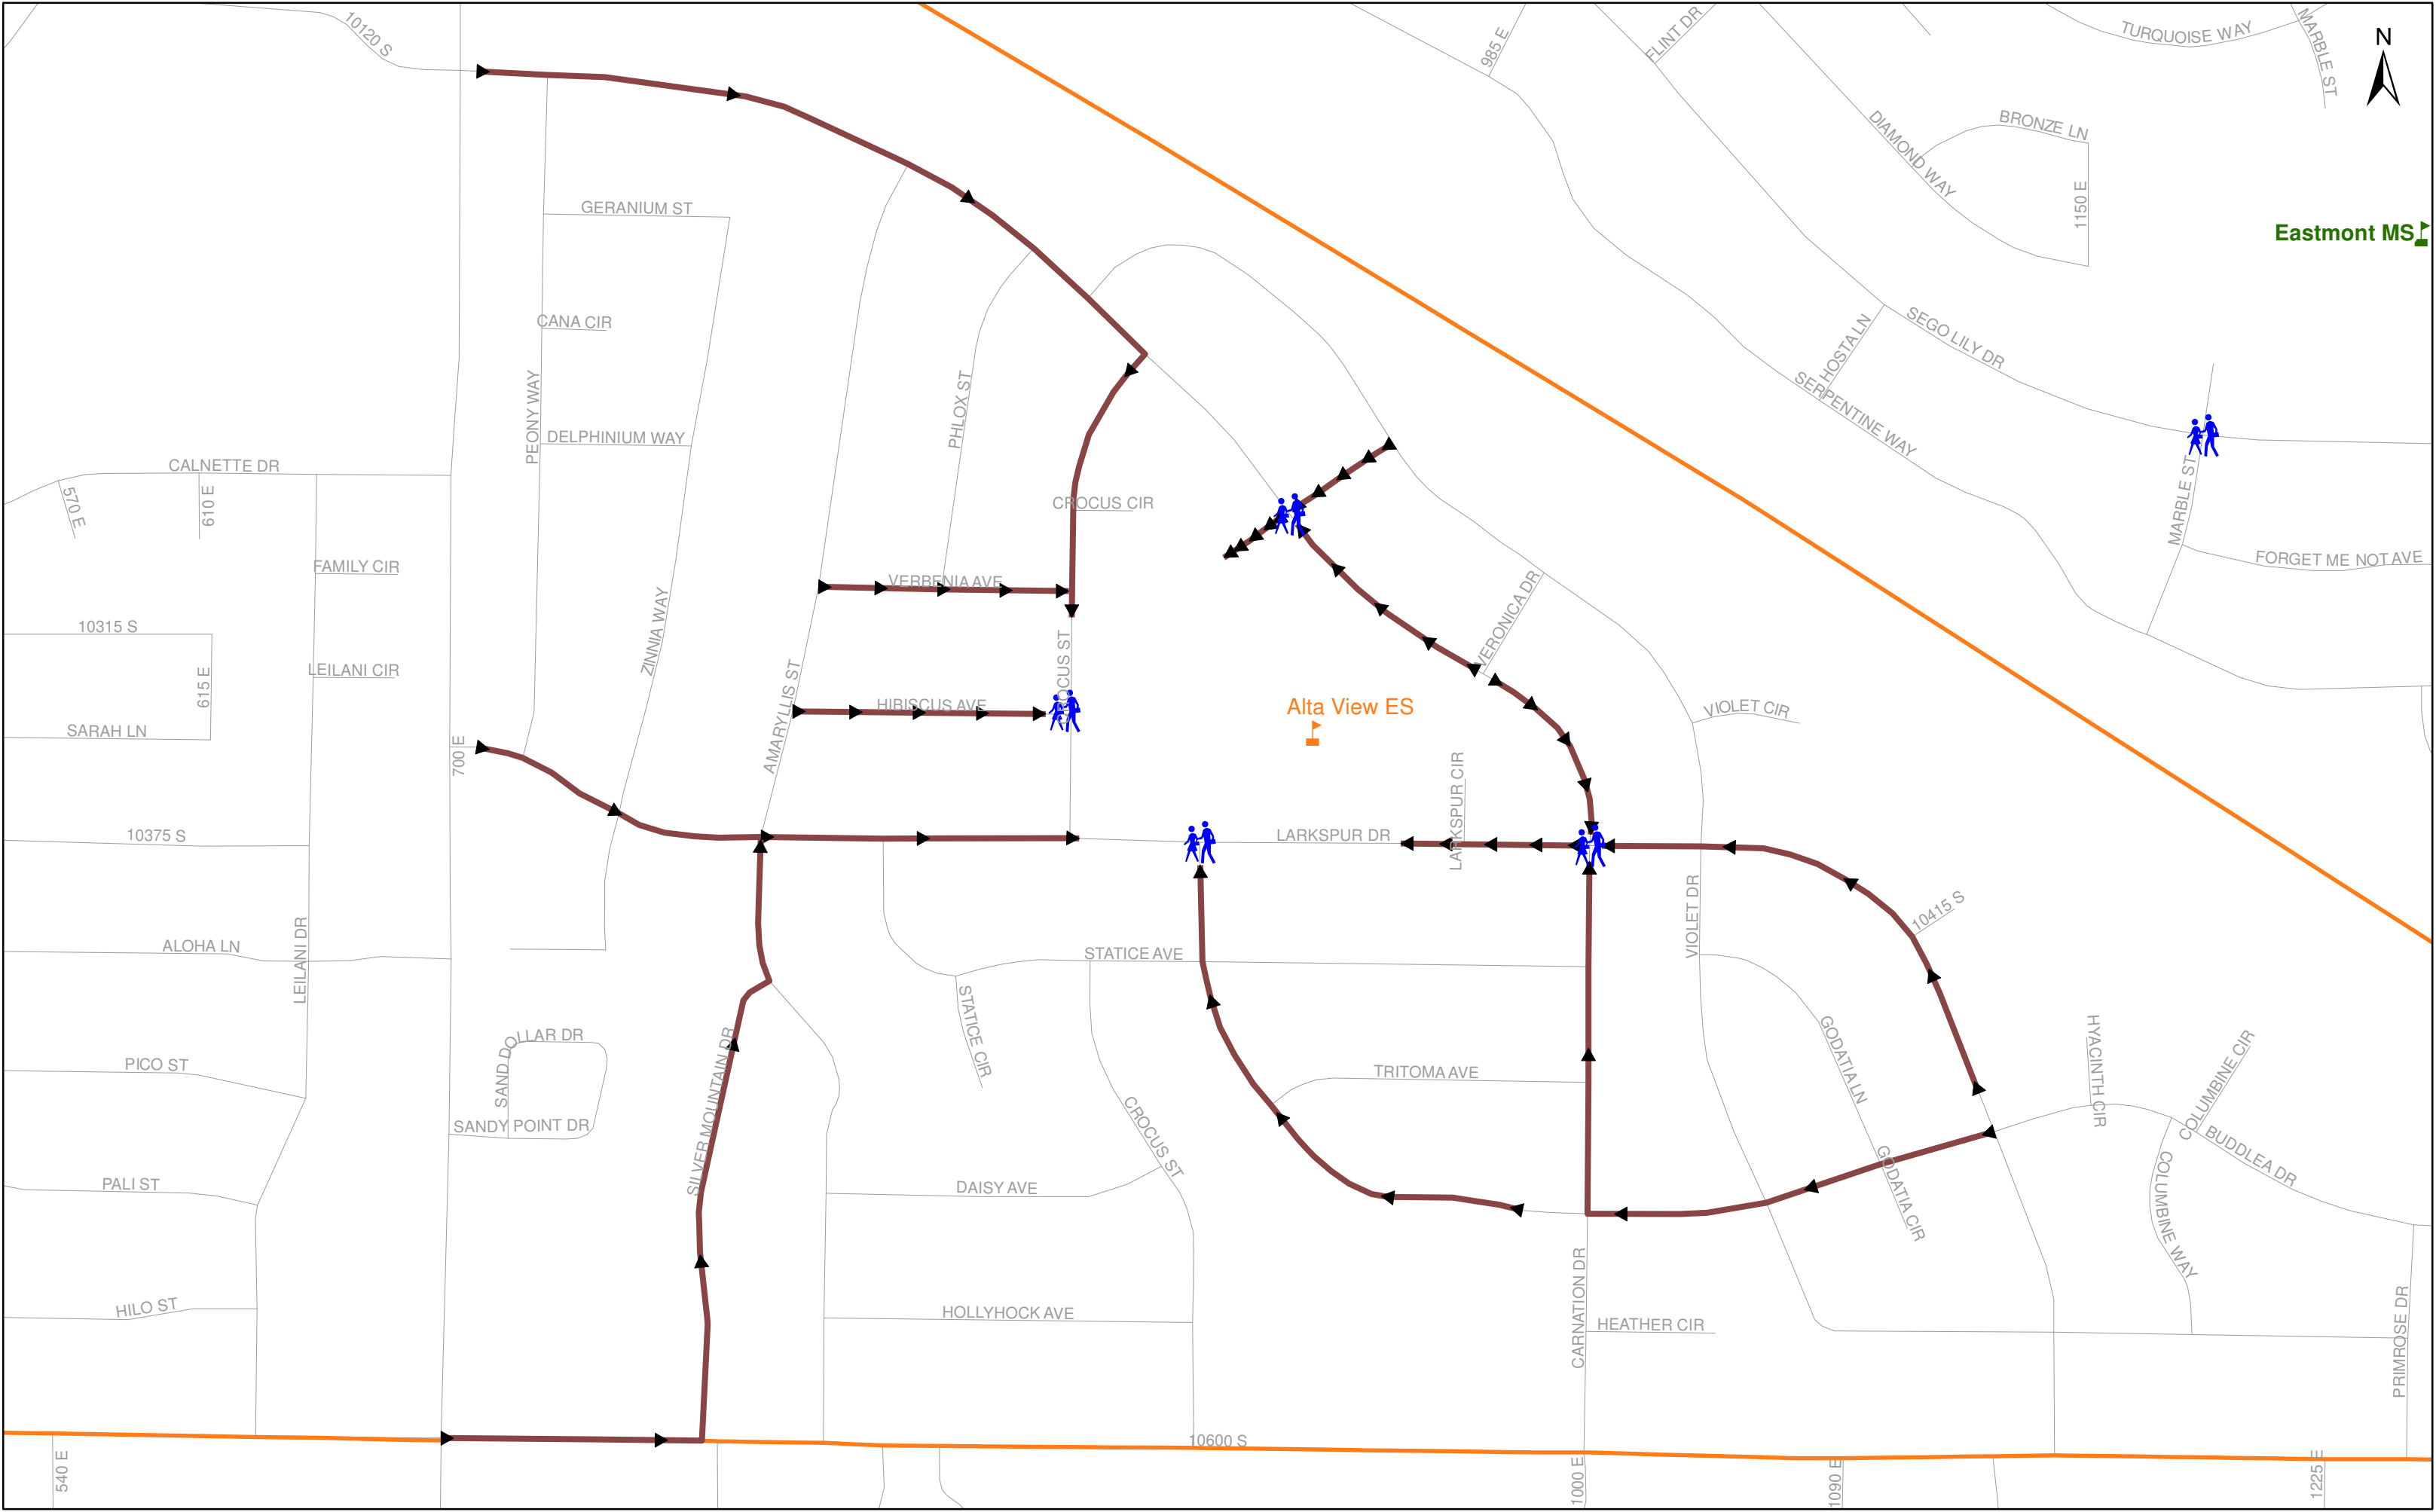 10120 S
985 E
FLINT DR
TURQUOISE WAY
MARBLE ST
N
DIAMOND WAY
BRONZE LN
1150 E
Eastmont MS
GERANIUM ST
CANA CIR
PEONY WAY
DELPHINIUM WAY
PHLOX ST
HOSTA LN
SEGO LILY DR
SERPENTINE WAY
CALNETTE DR
570 E
610 E
CROCUS CIR
MARBLE ST
FORGET ME NOT AVE
FAMILY CIR
VERBENIA AVE
VERONICA DR
10315 S
ZINNIA WAY
LEILANI CIR
615 E
AMARYLLIS ST
CROCUS ST
HIBISCUS AVE
Alta View ES
VIOLET CIR
SARAH LN
700 E
LARKSPUR CIR
10375 S
LARKSPUR DR
VIOLET DR
10415 S
LEILANI DR
ALOHA LN
STATICE AVE
STATICE CIR
SAND DOLLAR DR
SILVER MOUNTAIN DR
GODATIA LN
HYACINTH CIR
COLUMBINE CIR
PICO ST
TRITOMA AVE
CROCUS ST
SANDY POINT DR
BUDDLEA DR
PALI ST
DAISY AVE
GODATIA CIR
COLUMBINE WAY
HILO ST
HOLLYHOCK AVE
CARNATION DR
HEATHER CIR
PRIMROSE DR
10600 S
540 E
1000 E
1090 E
1225 E